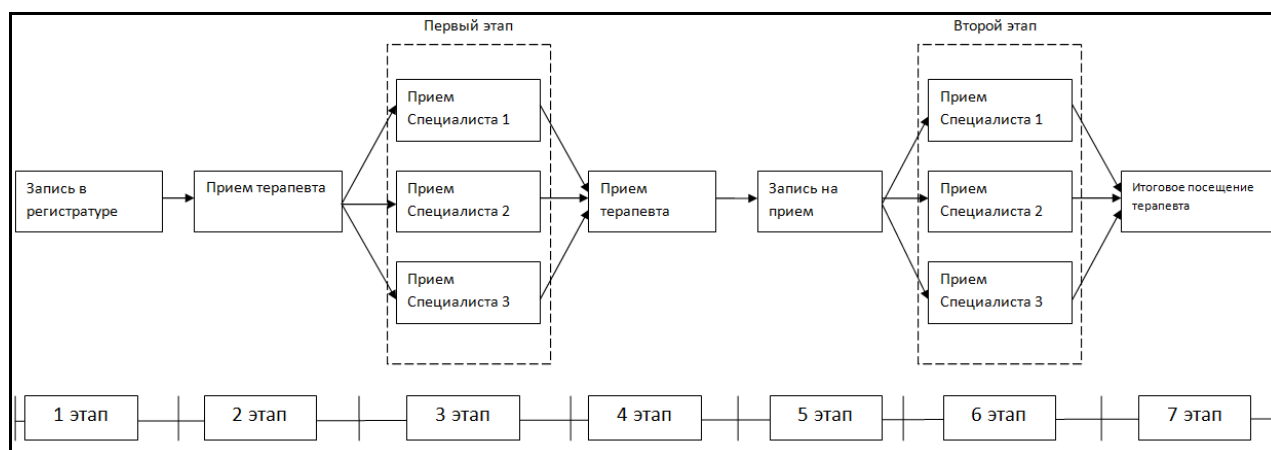 Первый этап
Второй этап
Прием
Специалиста 1
Прием
Специалиста 1
Запись в
регистратуре
Прием терапевта
Прием
Специалиста 2
Прием
терапевта
Запись на
прием
Прием
Специалиста 2
Итоговое посещение
терапевта
Прием
Специалиста 3
Прием
Специалиста 3
1 этап
2 этап
3 этап
4 этап
5 этап
6 этап
7 этап